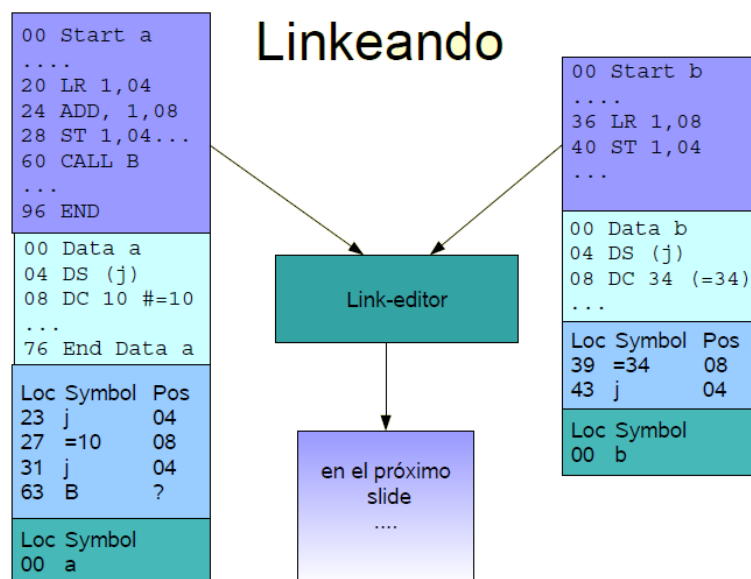 Linkeando
00 Start a
....
20 LR 1,04
24 ADD, 1,08
28 ST 1,04...
60 CALL B
...
96 END
00 Data a
04 DS (j)
08 DC 10 #=10
...
76 End Data a
Loc Symbol Pos
23 j 04
27 =10 08
31 j 04
63 B ?
Loc Symbol
00 a
Link-editor
en el próximo
slide
....
00 Start b
....
36 LR 1,08
40 ST 1,04
...
00 Data b
04 DS (j)
08 DC 34 (=34)
...
Loc Symbol Pos
39 =34 08
43 j 04
Loc Symbol
00 b